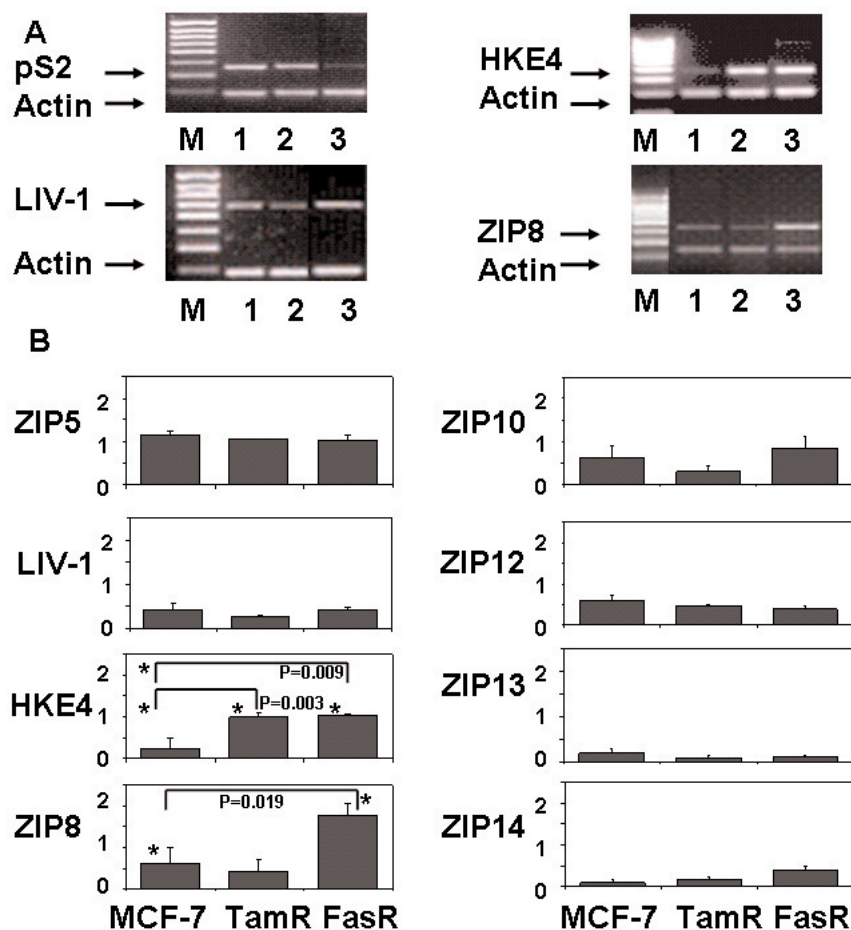 A
pS2
Actin
M 1 2 3
HKE4
Actin
M 1 2 3
LIV-1
Actin
M 1 2 3
ZIP8
Actin
M 1 2 3
B
ZIP5
2
1
0
ZIP10
2
1
0
LIV-1
2
1
0
ZIP12
2
1
0
HKE4
2
1
0
* P=0.009
* * P=0.003 *
ZIP13
2
1
0
ZIP8
2
1
0
P=0.019 *
*
ZIP14
2
1
0
MCF-7 TamR FasR
MCF-7 TamR FasR